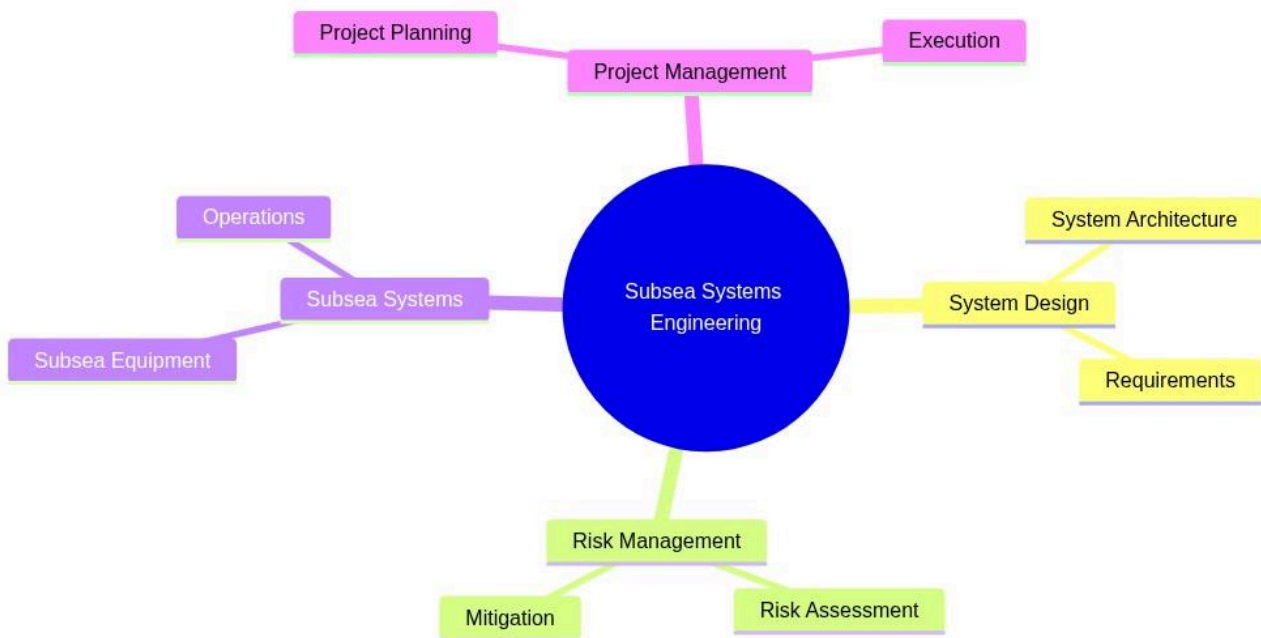 Project Planning
Execution
Project Management
Operations
System Architecture
Subsea Systems
Subsea Systems
Engineering
System Design
Subsea Equipment
Requirements
Risk Management
Mitigation
Risk Assessment